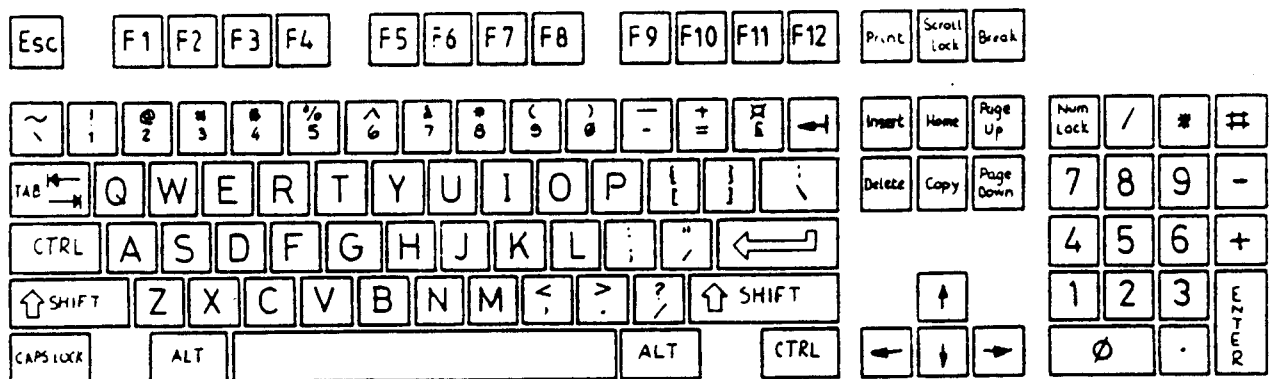 Esc F1 F2 F3 F4 F5 F6 F7 F8 F9 F10 F11 F12 Print Scroll Lock Break
~ ! @ * # % ^ & * ( ) — + ¤
\ 1 2 3 4 5 6 7 8 9 0 - = £ Insert Home Page Up Num Lock / * #
TAB Q W E R T Y U I O P { [ } ] \ Delete Copy Page Down 7 8 9 -
CTRL A S D F G H J K L : ; " 4 5 6 +
SHIFT Z X C V B N M < , > . ? / SHIFT 1 2 3 ENTER
CAPS LOCK ALT ALT CTRL 0 .